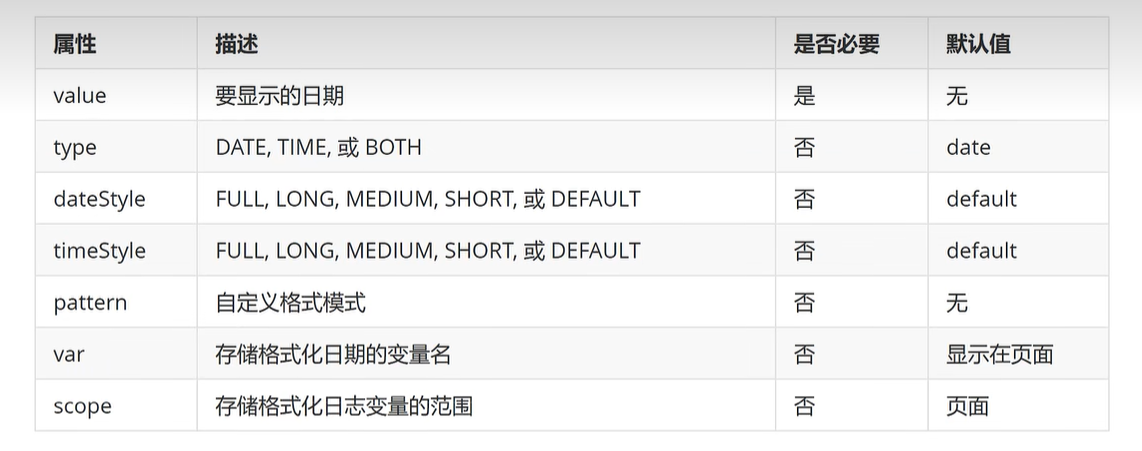 属性 描述 是否必要 默认值
value 要显示的日期 是 无
type DATE, TIME, 或 BOTH 否 date
dateStyle FULL, LONG, MEDIUM, SHORT, 或 DEFAULT 否 default
timeStyle FULL, LONG, MEDIUM, SHORT, 或 DEFAULT 否 default
pattern 自定义格式模式 否 无
var 存储格式化日期的变量名 否 显示在页面
scope 存储格式化日志变量的范围 否 页面